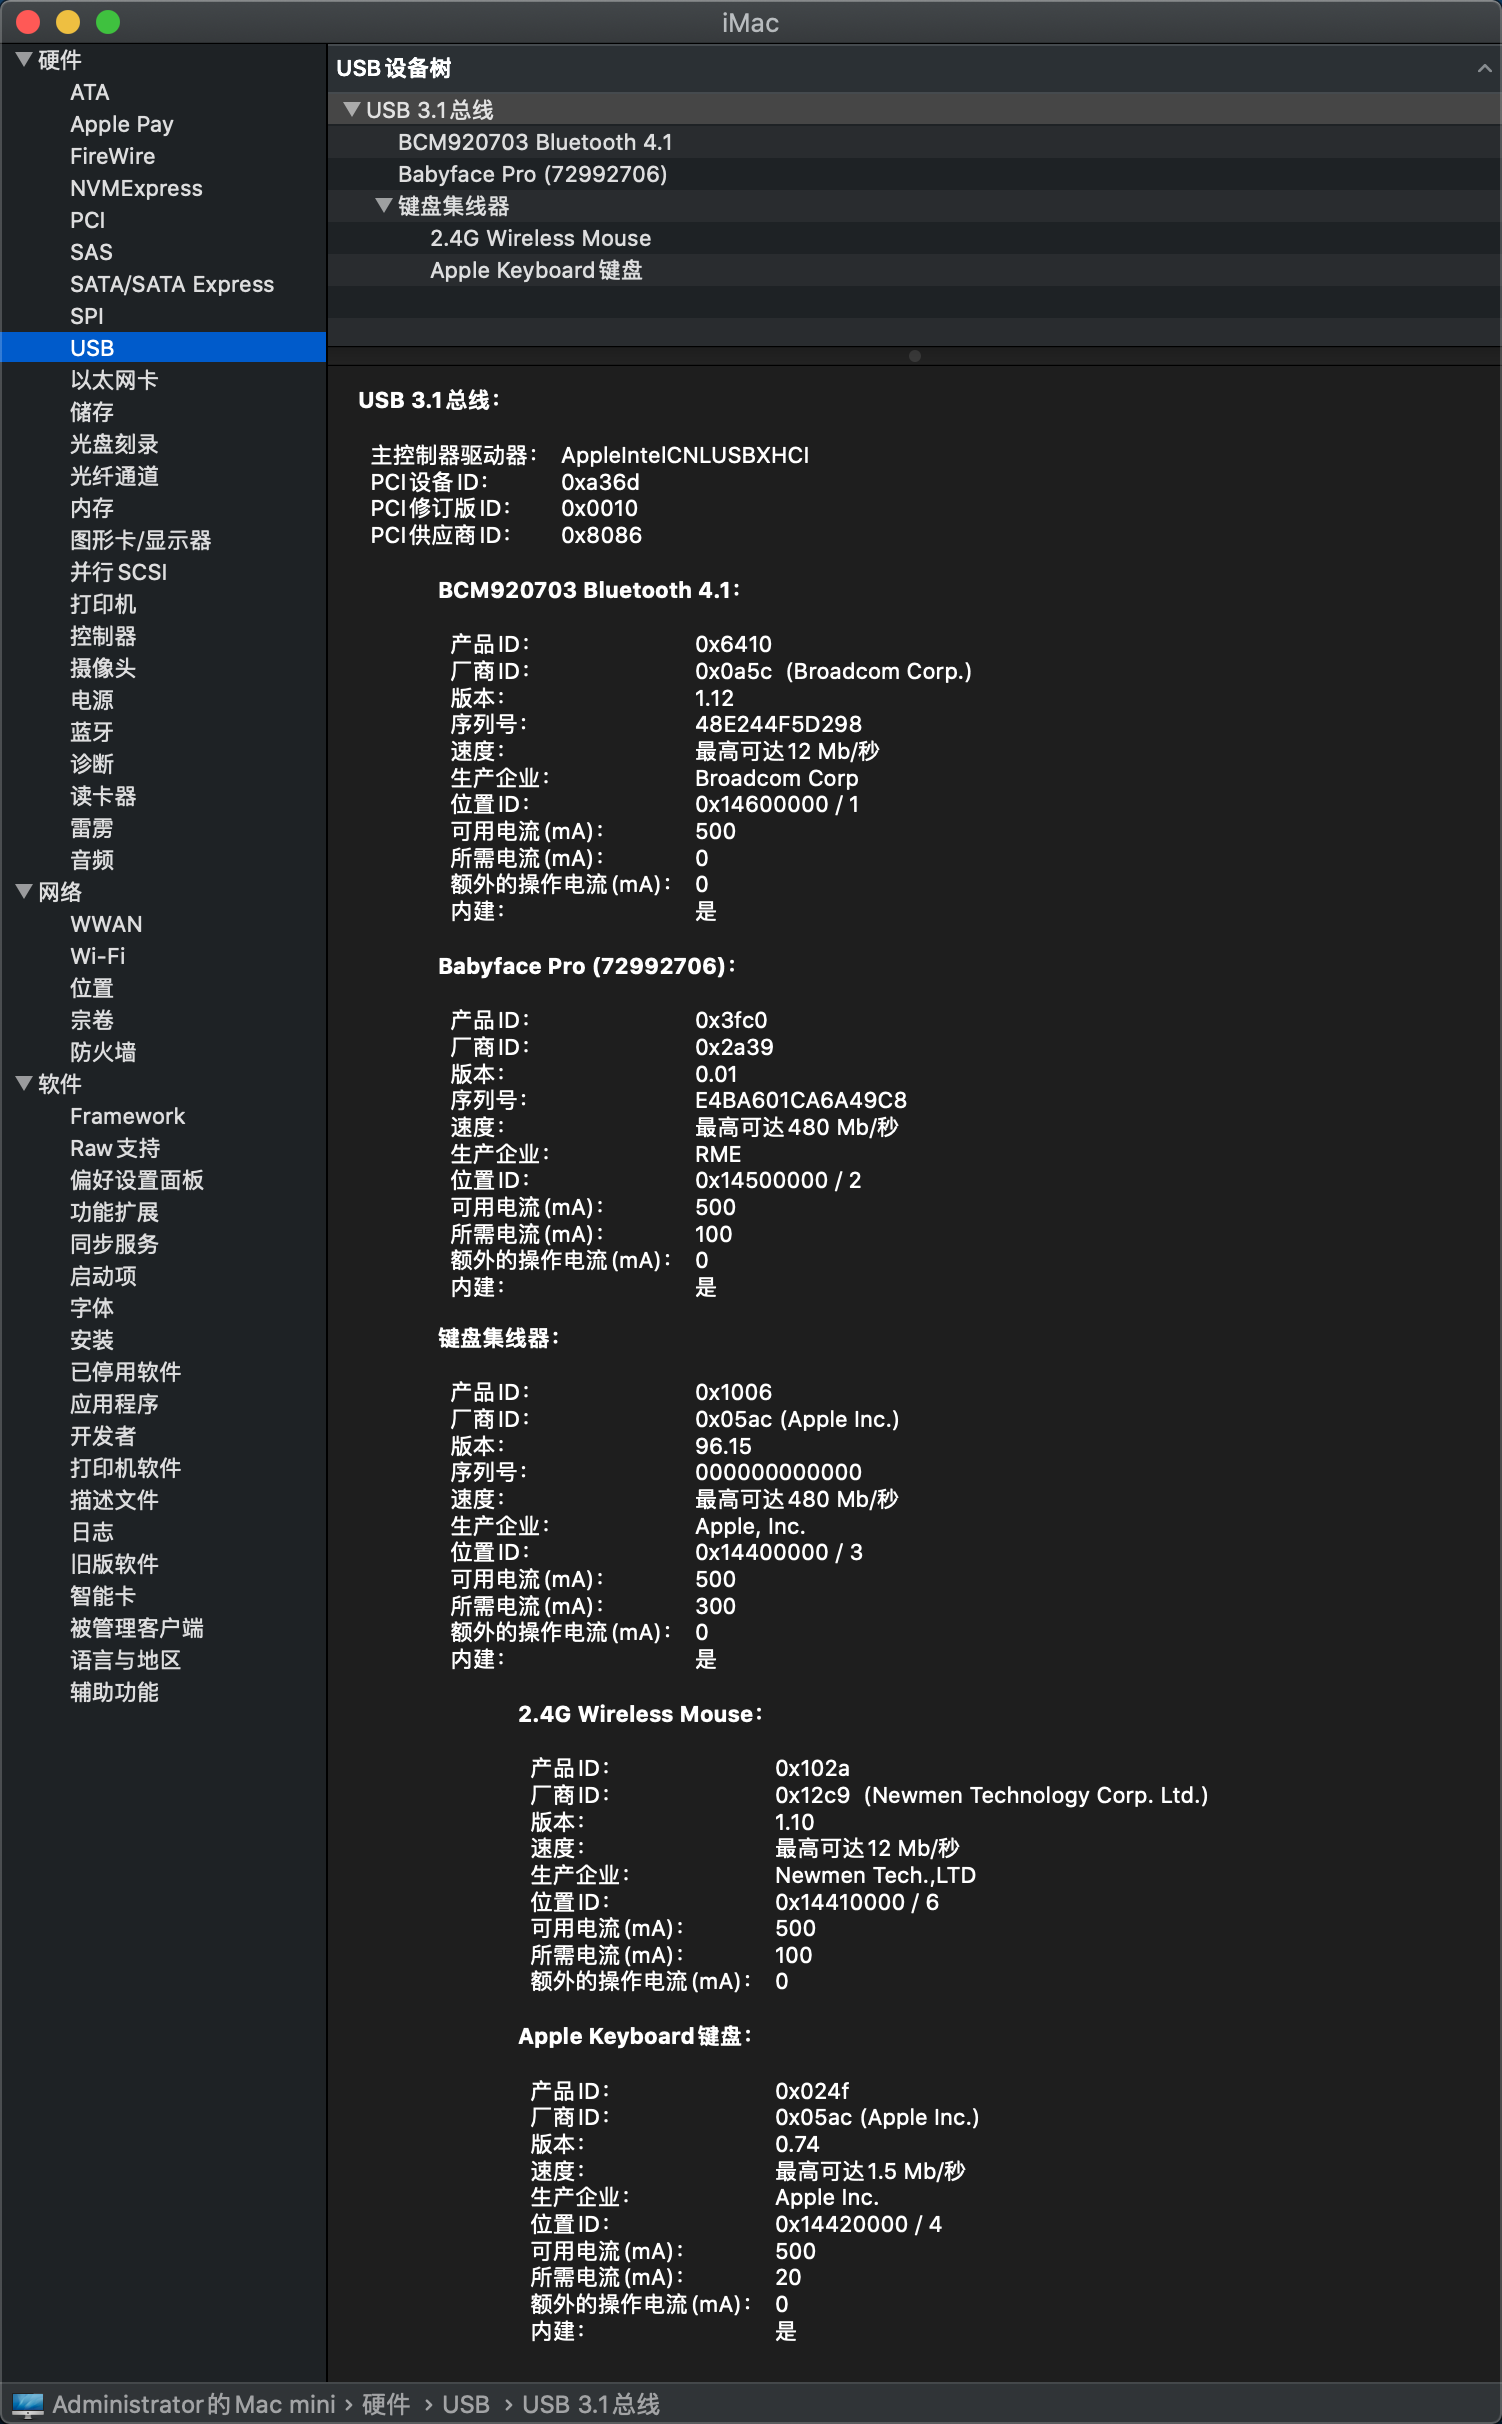 iMac
硬件
ATA
Apple Pay
FireWire
NVMExpress
PCI
SAS
SATA/SATA Express
SPI
USB
以太网卡
储存
光盘刻录
光纤通道
内存
图形卡/显示器
并行 SCSI
打印机
控制器
摄像头
电源
蓝牙
诊断
读卡器
雷雳
音频
网络
WWAN
Wi-Fi
位置
宗卷
防火墙
软件
Framework
Raw 支持
偏好设置面板
功能扩展
同步服务
启动项
字体
安装
已停用软件
应用程序
开发者
打印机软件
描述文件
日志
旧版软件
智能卡
被管理客户端
语言与地区
辅助功能
USB 设备树
USB 3.1 总线
BCM920703 Bluetooth 4.1
Babyface Pro (72992706)
键盘集线器
2.4G Wireless Mouse
Apple Keyboard 键盘
USB 3.1 总线：
主控制器驱动器： AppleIntelCNLUSBXHCI
PCI 设备 ID： 0xa36d
PCI 修订版 ID： 0x0010
PCI 供应商 ID： 0x8086
BCM920703 Bluetooth 4.1：
产品 ID： 0x6410
厂商 ID： 0x0a5c (Broadcom Corp.)
版本： 1.12
序列号： 48E244F5D298
速度： 最高可达 12 Mb/秒
生产企业： Broadcom Corp
位置 ID： 0x14600000 / 1
可用电流 (mA)： 500
所需电流 (mA)： 0
额外的操作电流 (mA)： 0
内建： 是
Babyface Pro (72992706)：
产品 ID： 0x3fc0
厂商 ID： 0x2a39
版本： 0.01
序列号： E4BA601CA6A49C8
速度： 最高可达 480 Mb/秒
生产企业： RME
位置 ID： 0x14500000 / 2
可用电流 (mA)： 500
所需电流 (mA)： 100
额外的操作电流 (mA)： 0
内建： 是
键盘集线器：
产品 ID： 0x1006
厂商 ID： 0x05ac (Apple Inc.)
版本： 96.15
序列号： 000000000000
速度： 最高可达 480 Mb/秒
生产企业： Apple, Inc.
位置 ID： 0x14400000 / 3
可用电流 (mA)： 500
所需电流 (mA)： 300
额外的操作电流 (mA)： 0
内建： 是
2.4G Wireless Mouse：
产品 ID： 0x102a
厂商 ID： 0x12c9 (Newmen Technology Corp. Ltd.)
版本： 1.10
速度： 最高可达 12 Mb/秒
生产企业： Newmen Tech.,LTD
位置 ID： 0x14410000 / 6
可用电流 (mA)： 500
所需电流 (mA)： 100
额外的操作电流 (mA)： 0
Apple Keyboard 键盘：
产品 ID： 0x024f
厂商 ID： 0x05ac (Apple Inc.)
版本： 0.74
速度： 最高可达 1.5 Mb/秒
生产企业： Apple Inc.
位置 ID： 0x14420000 / 4
可用电流 (mA)： 500
所需电流 (mA)： 20
额外的操作电流 (mA)： 0
内建： 是
Administrator的Mac mini › 硬件 › USB › USB 3.1 总线